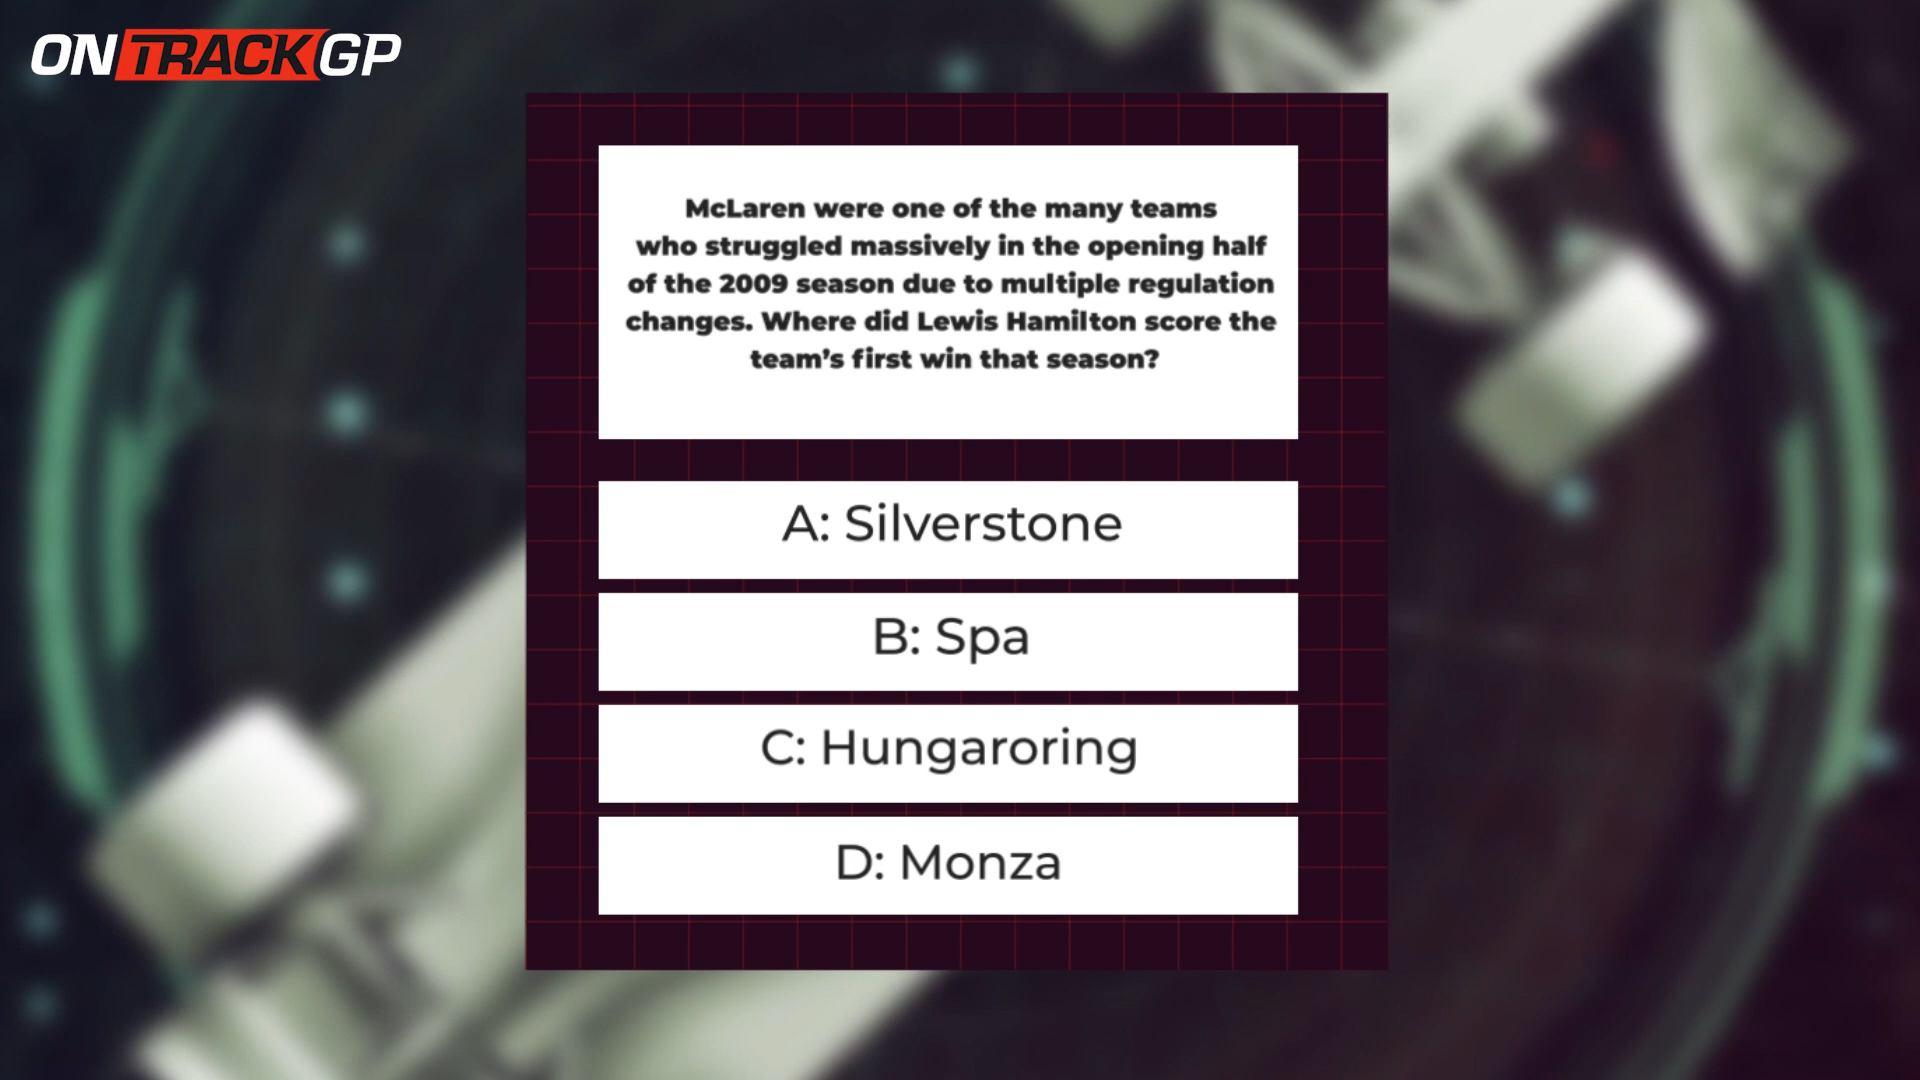 ONTRACKGP
McLaren were one of the many teams
who struggled massively in the opening half
of the 2009 season due to multiple regulation
changes. Where did Lewis Hamilton score the
team’s first win that season?
A: Silverstone
B: Spa
C: Hungaroring
D: Monza